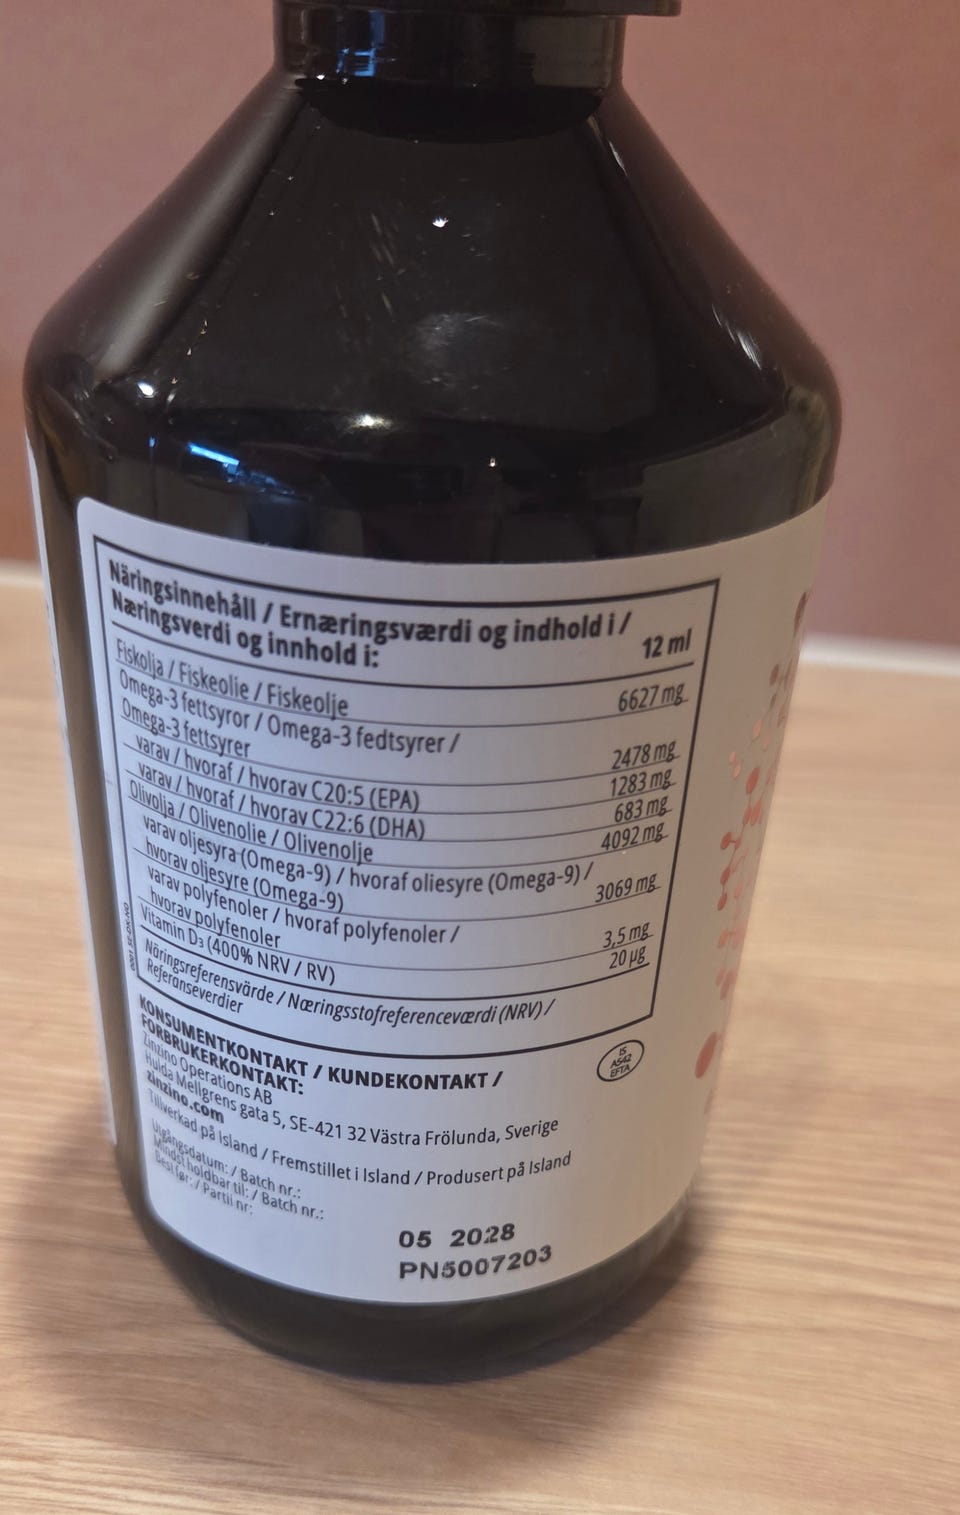 Näringsinnehåll / Ernæringsværdi og indhold i /
Næringsverdi og innhold i: 12 ml
Fiskolja / Fiskeolie / Fiskeolje 6627 mg
Omega-3 fettsyror / Omega-3 fedtsyrer /
Omega-3 fettsyrer 2478 mg
varav / hvoraf / hvorav C20:5 (EPA) 1283 mg
varav / hvoraf / hvorav C22:6 (DHA) 683 mg
Olivolja / Olivenolie / Olivenolje 4092 mg
varav oljesyra (Omega-9) / hvoraf oliesyre (Omega-9) /
hvorav oljesyre (Omega-9) 3069 mg
varav polyfenoler / hvoraf polyfenoler /
hvorav polyfenoler 3,5 mg
Vitamin D₃ (400% NRV / RV) 20 µg
Näringsreferensvärde / Næringsstofreferenceværdi (NRV) /
Referanseverdier
0001 SE-DK-NO
KONSUMENTKONTAKT / KUNDEKONTAKT /
FORBRUKERKONTAKT:
Zinzino Operations AB
Hulda Mellgrens gata 5, SE-421 32 Västra Frölunda, Sverige
zinzino.com
Tillverkad på Island / Fremstillet i Island / Produsert på Island
IS
A542
EFTA
Utgångsdatum: / Batch nr.:
Mindst holdbar til: / Batch nr.:
Best før: / Parti nr:
05 2028
PN5007203